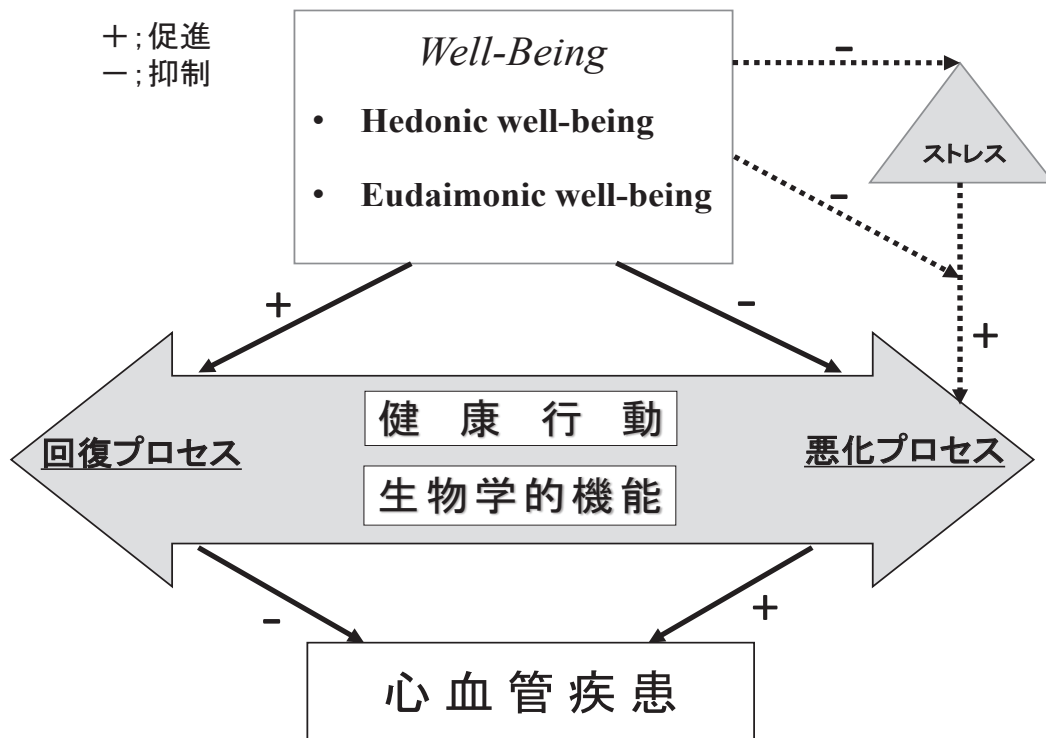 ＋;促進
－;抑制
Well-Being
• Hedonic well-being
• Eudaimonic well-being
－
ストレス
－
＋
－
＋
健康行動
回復プロセス
悪化プロセス
生物学的機能
－
＋
心血管疾患